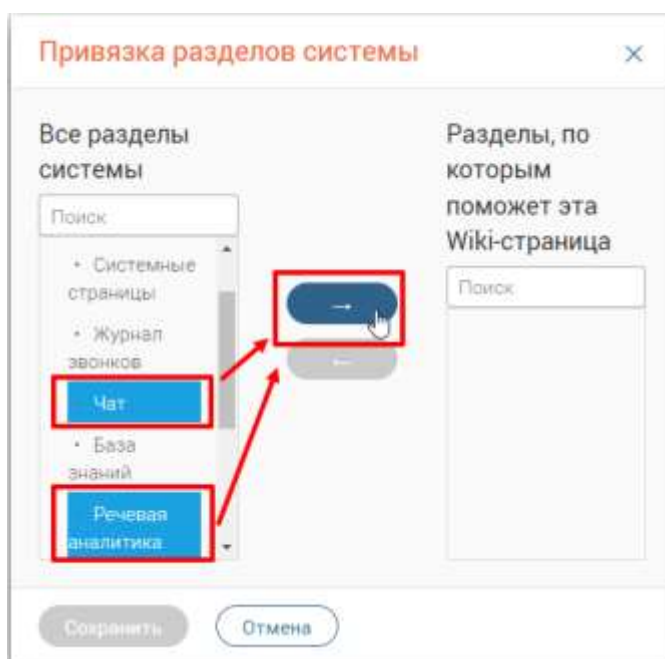 Привязка разделов системы
×
Все разделы
системы
Поиск
• Системные
страницы
• Журнал
звонков
Чат
• База
знаний
Речевая
аналитика
→
←
Разделы, по
которым
поможет эта
Wiki-страница
Поиск
Сохранить
Отмена